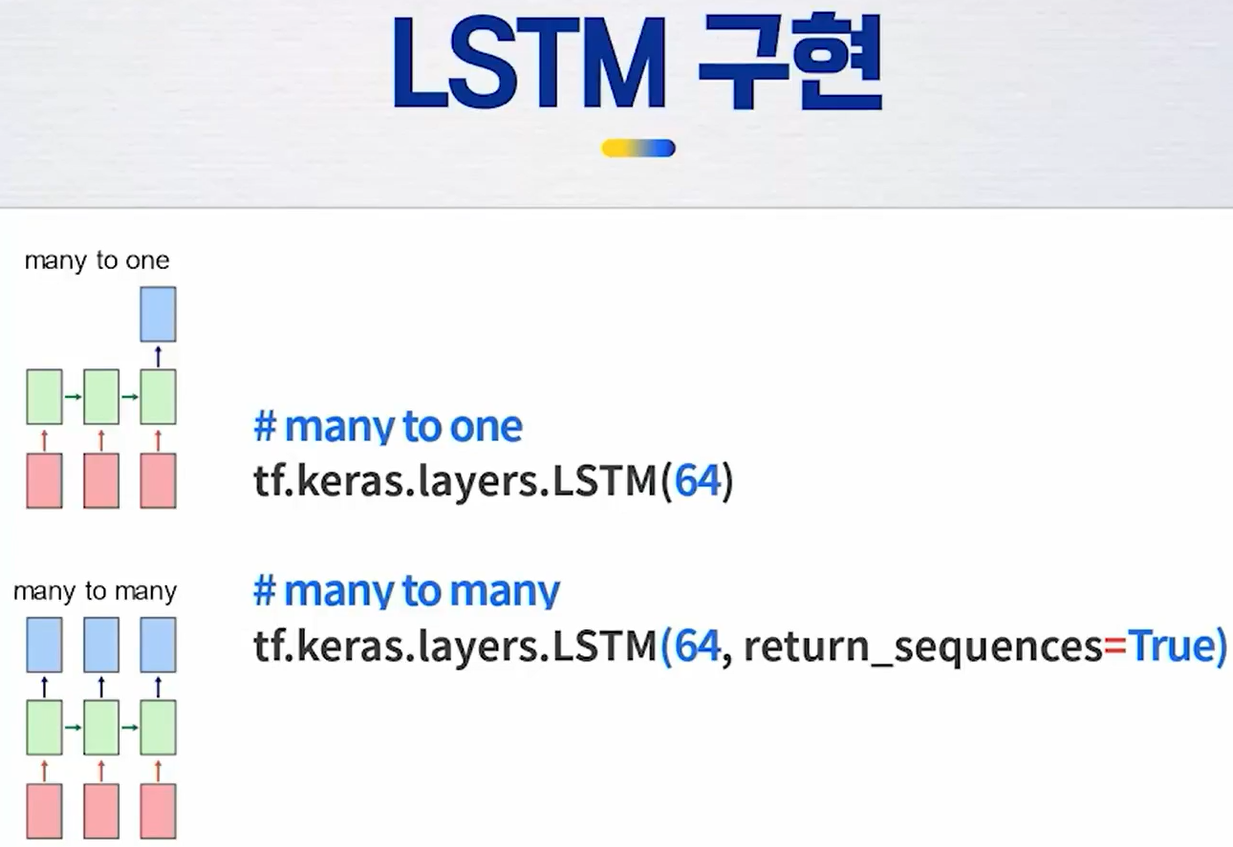 LSTM 구현
many to one
# many to one
tf.keras.layers.LSTM(64)
many to many
# many to many
tf.keras.layers.LSTM(64, return_sequences=True)